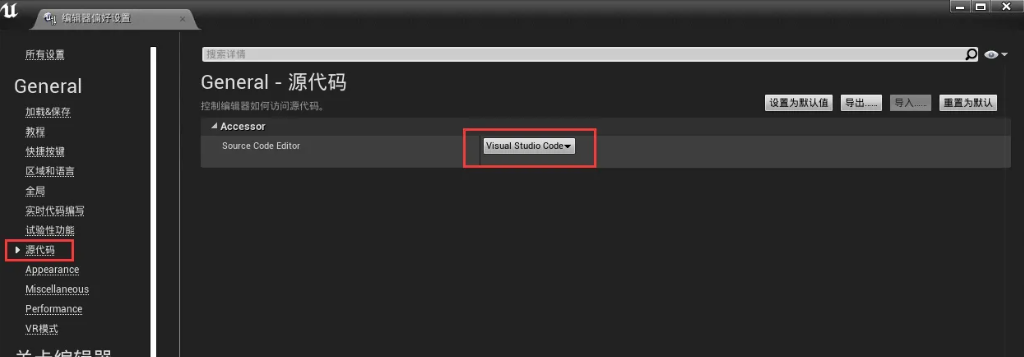 编辑器偏好设置
所有设置
General
加载&保存
教程
快捷按键
区域和语言
全局
实时代码编写
试验性功能
源代码
Appearance
Miscellaneous
Performance
VR模式
关卡编辑器
搜索详情
General - 源代码
控制编辑器如何访问源代码。
设置为默认值 导出...... 导入...... 重置为默认
Accessor
Source Code Editor Visual Studio Code